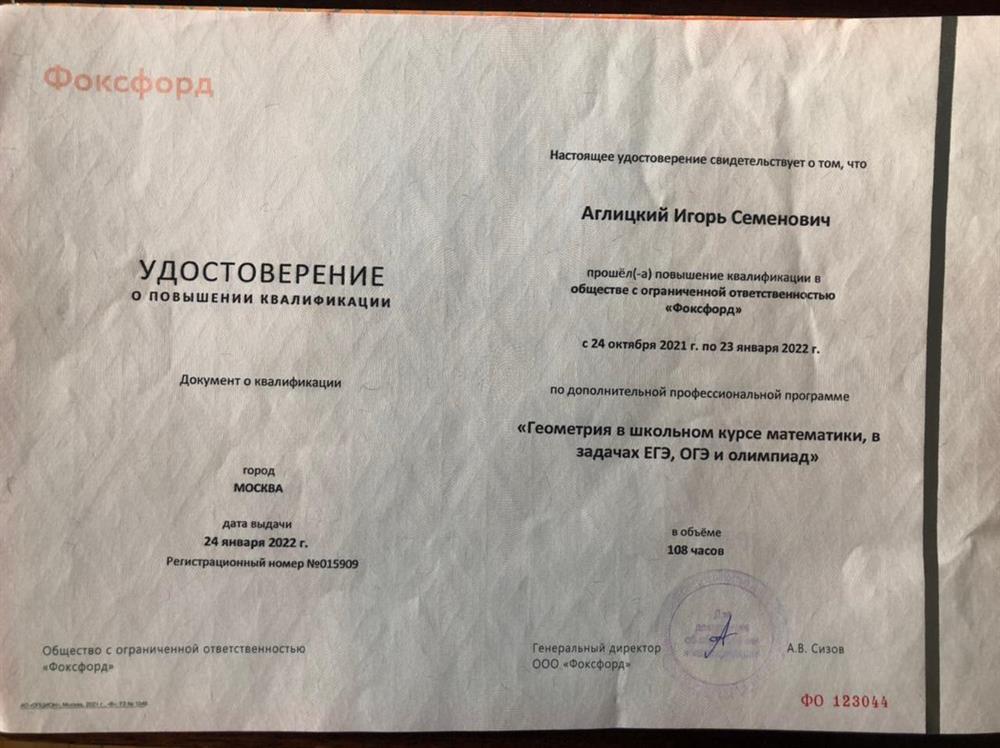 Фоксфорд
УДОСТОВЕРЕНИЕ
О ПОВЫШЕНИИ КВАЛИФИКАЦИИ
Документ о квалификации
город
МОСКВА
дата выдачи
24 января 2022 г.
Регистрационный номер №015909
Общество с ограниченной ответственностью
«Фоксфорд»
Настоящее удостоверение свидетельствует о том, что
Аглицкий Игорь Семенович
прошёл(-а) повышение квалификации в
обществе с ограниченной ответственностью
«Фоксфорд»
с 24 октября 2021 г. по 23 января 2022 г.
по дополнительной профессиональной программе
«Геометрия в школьном курсе математики, в
задачах ЕГЭ, ОГЭ и олимпиад»
в объёме
108 часов
Генеральный директор
ООО «Фоксфорд»
А.В. Сизов
Для
ФО 123044